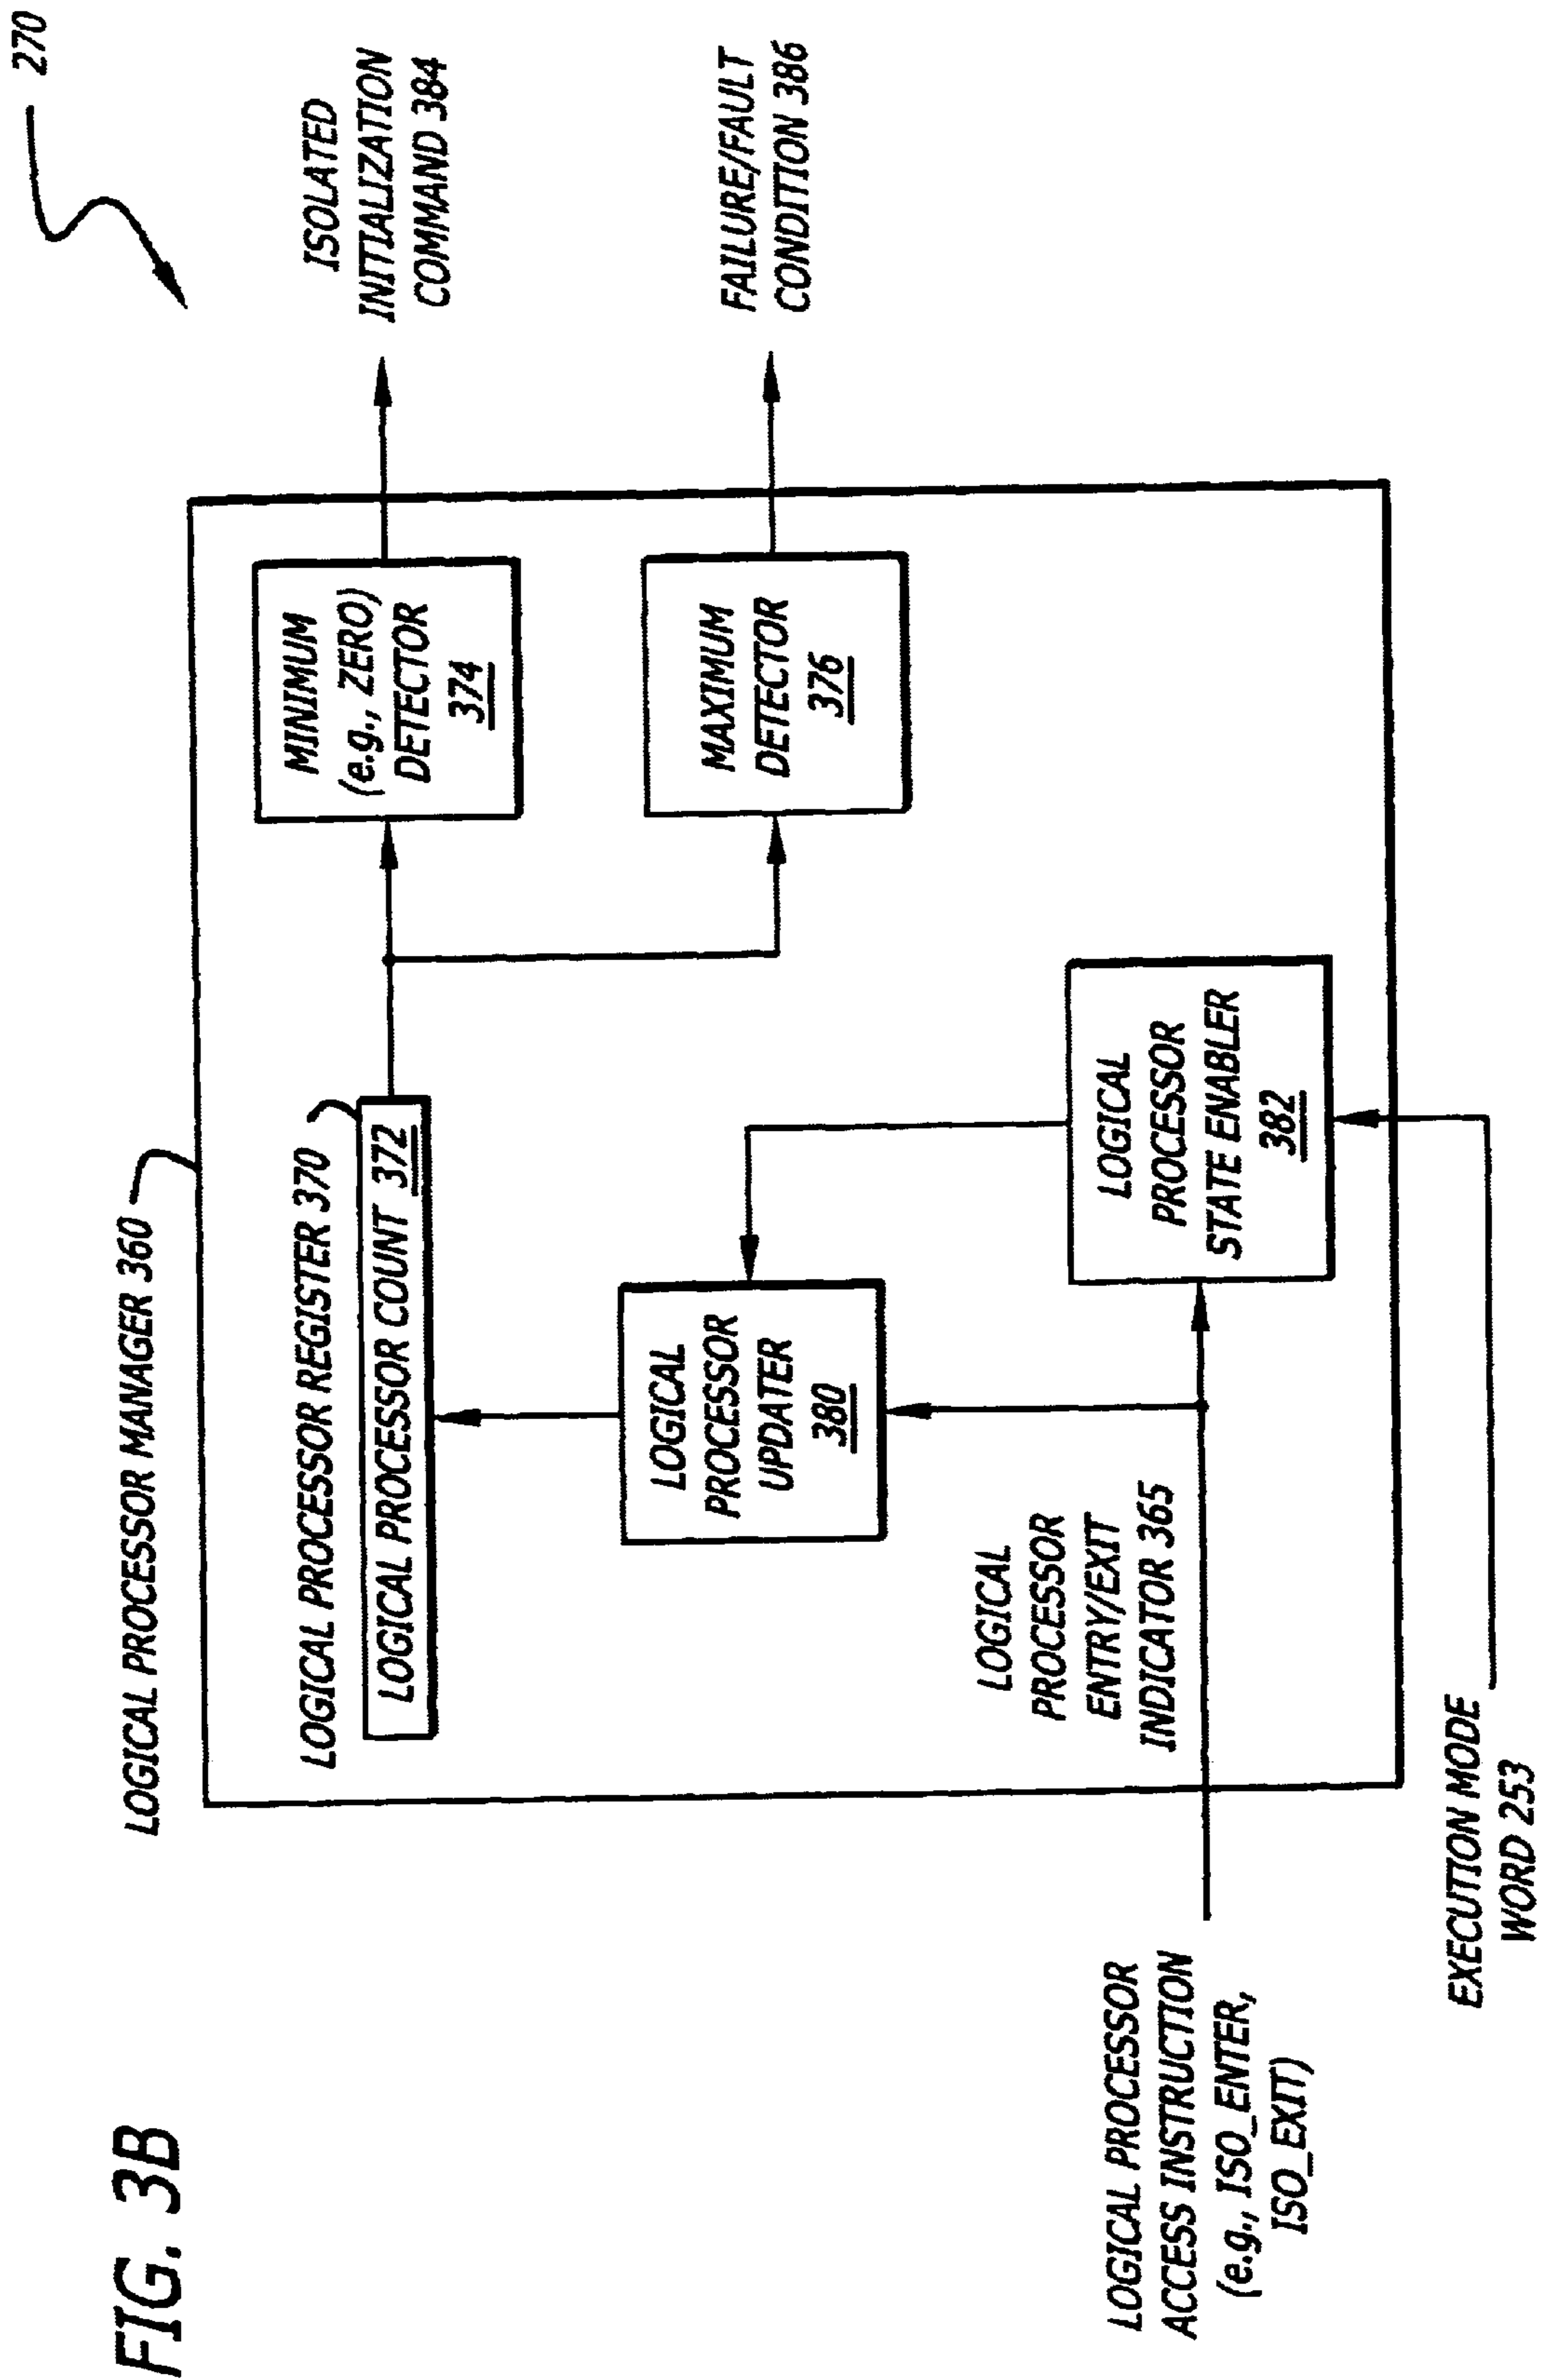 FIG. 3B
270
LOGICAL PROCESSOR MANAGER 360
LOGICAL PROCESSOR REGISTER 370
LOGICAL PROCESSOR COUNT 372
MINIMUM
(e.g., ZERO)
DETECTOR
374
ISOLATED
INITIALIZATION
COMMAND 384
LOGICAL
PROCESSOR
UPDATER
380
MAXIMUM
DETECTOR
376
FAILURE/FAULT
CONDITION 386
LOGICAL
PROCESSOR
ENTRY/EXIT
INDICATOR 365
LOGICAL
PROCESSOR
STATE ENABLER
382
LOGICAL PROCESSOR
ACCESS INSTRUCTION
(e.g., ISO_ENTER,
ISO_EXIT)
EXECUTION MODE
WORD 253